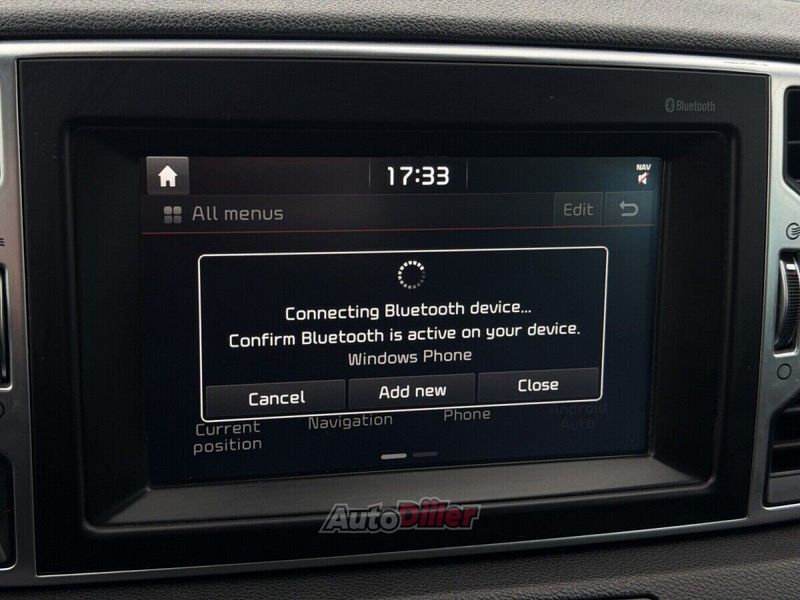 Bluetooth
17:33
NAV
All menus
Edit
Connecting Bluetooth device...
Confirm Bluetooth is active on your device.
Windows Phone
Cancel
Add new
Close
Current
position
Navigation
Phone
Android
Auto
AutoDiller